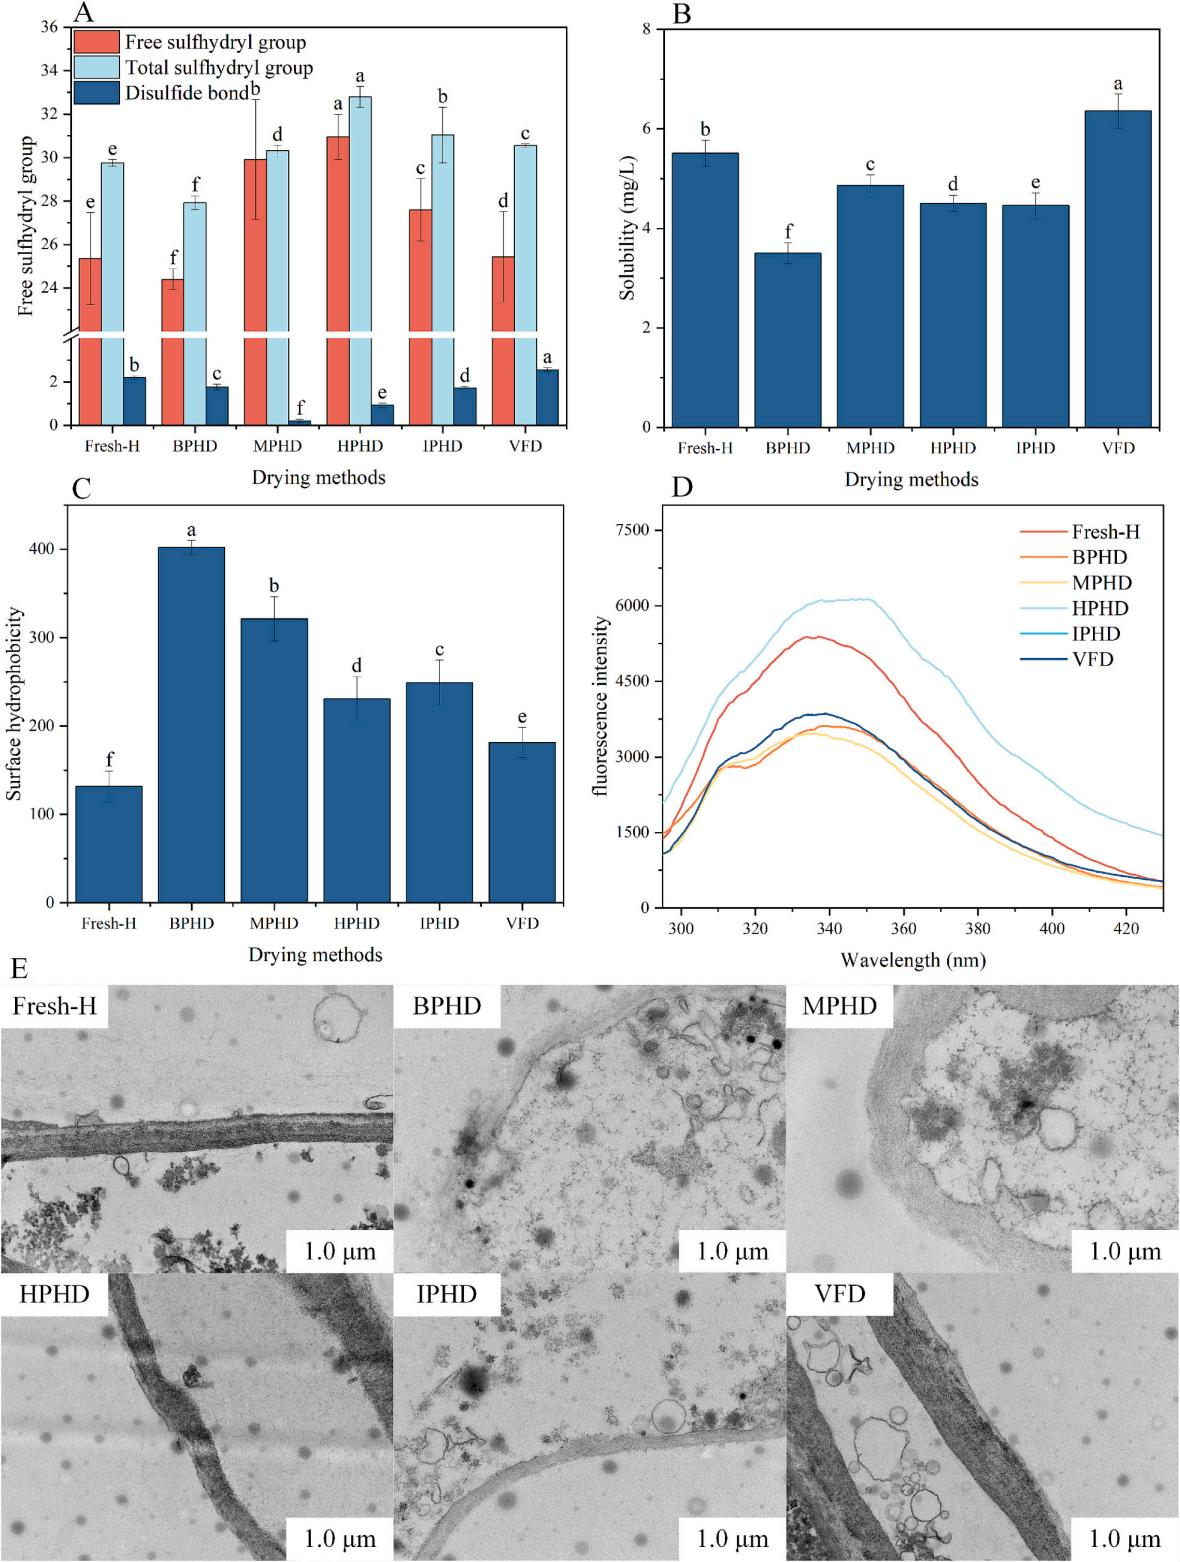 A
36
34
32
30
28
26
24
2
0
Free sulfhydryl group
Free sulfhydryl group
Total sulfhydryl group
Disulfide bond
e
e
b
f
f
c
b
d
f
a
a
e
c
b
d
d
c
a
Fresh-H BPHD MPHD HPHD IPHD VFD
Drying methods
B
8
6
4
2
0
Solubility (mg/L)
b
f
c
d
e
a
Fresh-H BPHD MPHD HPHD IPHD VFD
Drying methods
C
400
300
200
100
0
Surface hydrophobicity
f
a
b
d
c
e
Fresh-H BPHD MPHD HPHD IPHD VFD
Drying methods
D
7500
6000
4500
3000
1500
0
fluorescence intensity
Fresh-H
BPHD
MPHD
HPHD
IPHD
VFD
300 320 340 360 380 400 420
Wavelength (nm)
E
Fresh-H
1.0 μm
BPHD
1.0 μm
MPHD
1.0 μm
HPHD
1.0 μm
IPHD
1.0 μm
VFD
1.0 μm